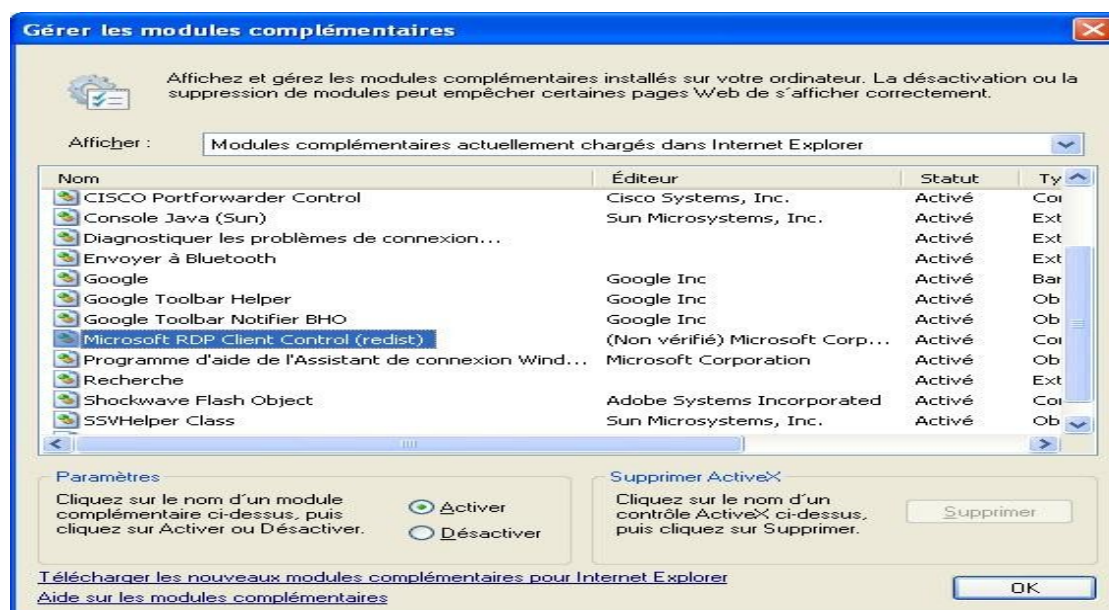 Gérer les modules complémentaires
Affichez et gérez les modules complémentaires installés sur votre ordinateur. La désactivation ou la
suppression de modules peut empêcher certaines pages Web de s´afficher correctement.
Afficher : Modules complémentaires actuellement chargés dans Internet Explorer
Nom Éditeur Statut Ty
CISCO Portforwarder Control Cisco Systems, Inc. Activé Con
Console Java (Sun) Sun Microsystems, Inc. Activé Ext
Diagnostiquer les problèmes de connexion... Activé Ext
Envoyer à Bluetooth Activé Ext
Google Google Inc Activé Bar
Google Toolbar Helper Google Inc Activé Ob
Google Toolbar Notifier BHO Google Inc Activé Ob
Microsoft RDP Client Control (redist) (Non vérifié) Microsoft Corp... Activé Con
Programme d'aide de l'Assistant de connexion Wind... Microsoft Corporation Activé Ob
Recherche Activé Ext
Shockwave Flash Object Adobe Systems Incorporated Activé Con
SSVHelper Class Sun Microsystems, Inc. Activé Ob
Paramètres
Cliquez sur le nom d´un module
complémentaire ci-dessus, puis
cliquez sur Activer ou Désactiver.
Activer
Désactiver
Supprimer ActiveX
Cliquez sur le nom d´un
contrôle ActiveX ci-dessus,
puis cliquez sur Supprimer.
Supprimer
Télécharger les nouveaux modules complémentaires pour Internet Explorer
Aide sur les modules complémentaires
OK